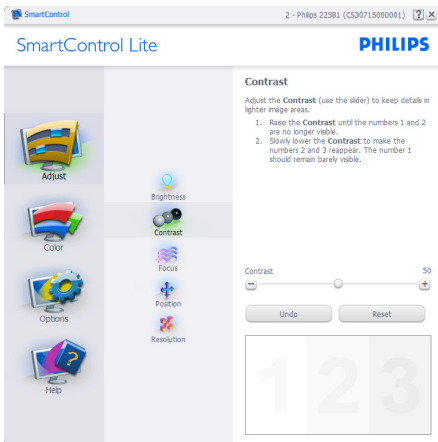 SmartControl
2 - Philips 225B1 (CS30715000001)
?
SmartControl Lite
PHILIPS
Adjust
Color
Options
Help
Brightness
Contrast
Focus
Position
Resolution
Contrast
Adjust the Contrast (use the slider) to keep details in
lighter image areas.
1. Raise the Contrast until the numbers 1 and 2
are no longer visible.
2. Slowly lower the Contrast to make the
numbers 2 and 3 reappear. The number 1
should remain barely visible.
Contrast 50
Undo Reset
1 2 3